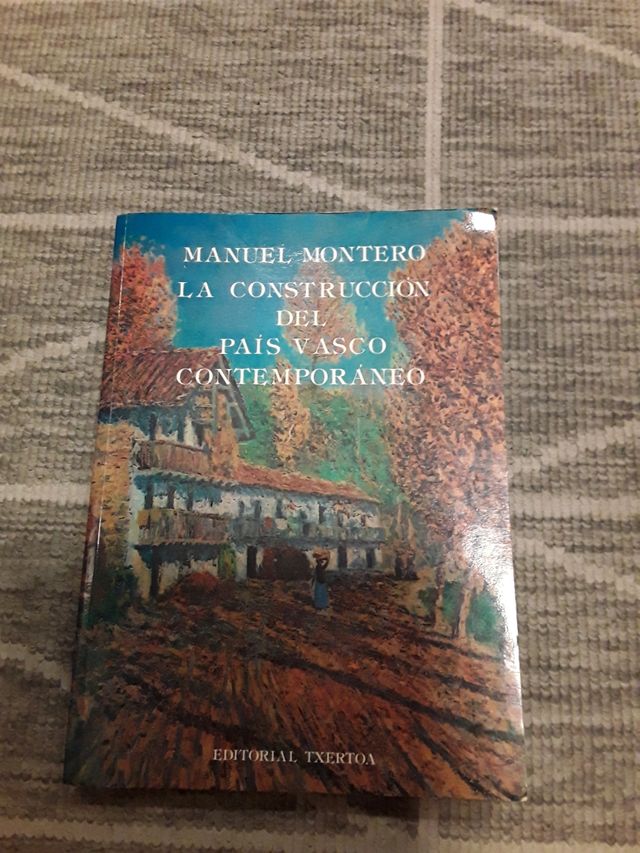 MANUEL MONTERO
LA CONSTRUCCIÓN
DEL
PAÍS VASCO
CONTEMPORÁNEO
EDITORIAL TXERTOA